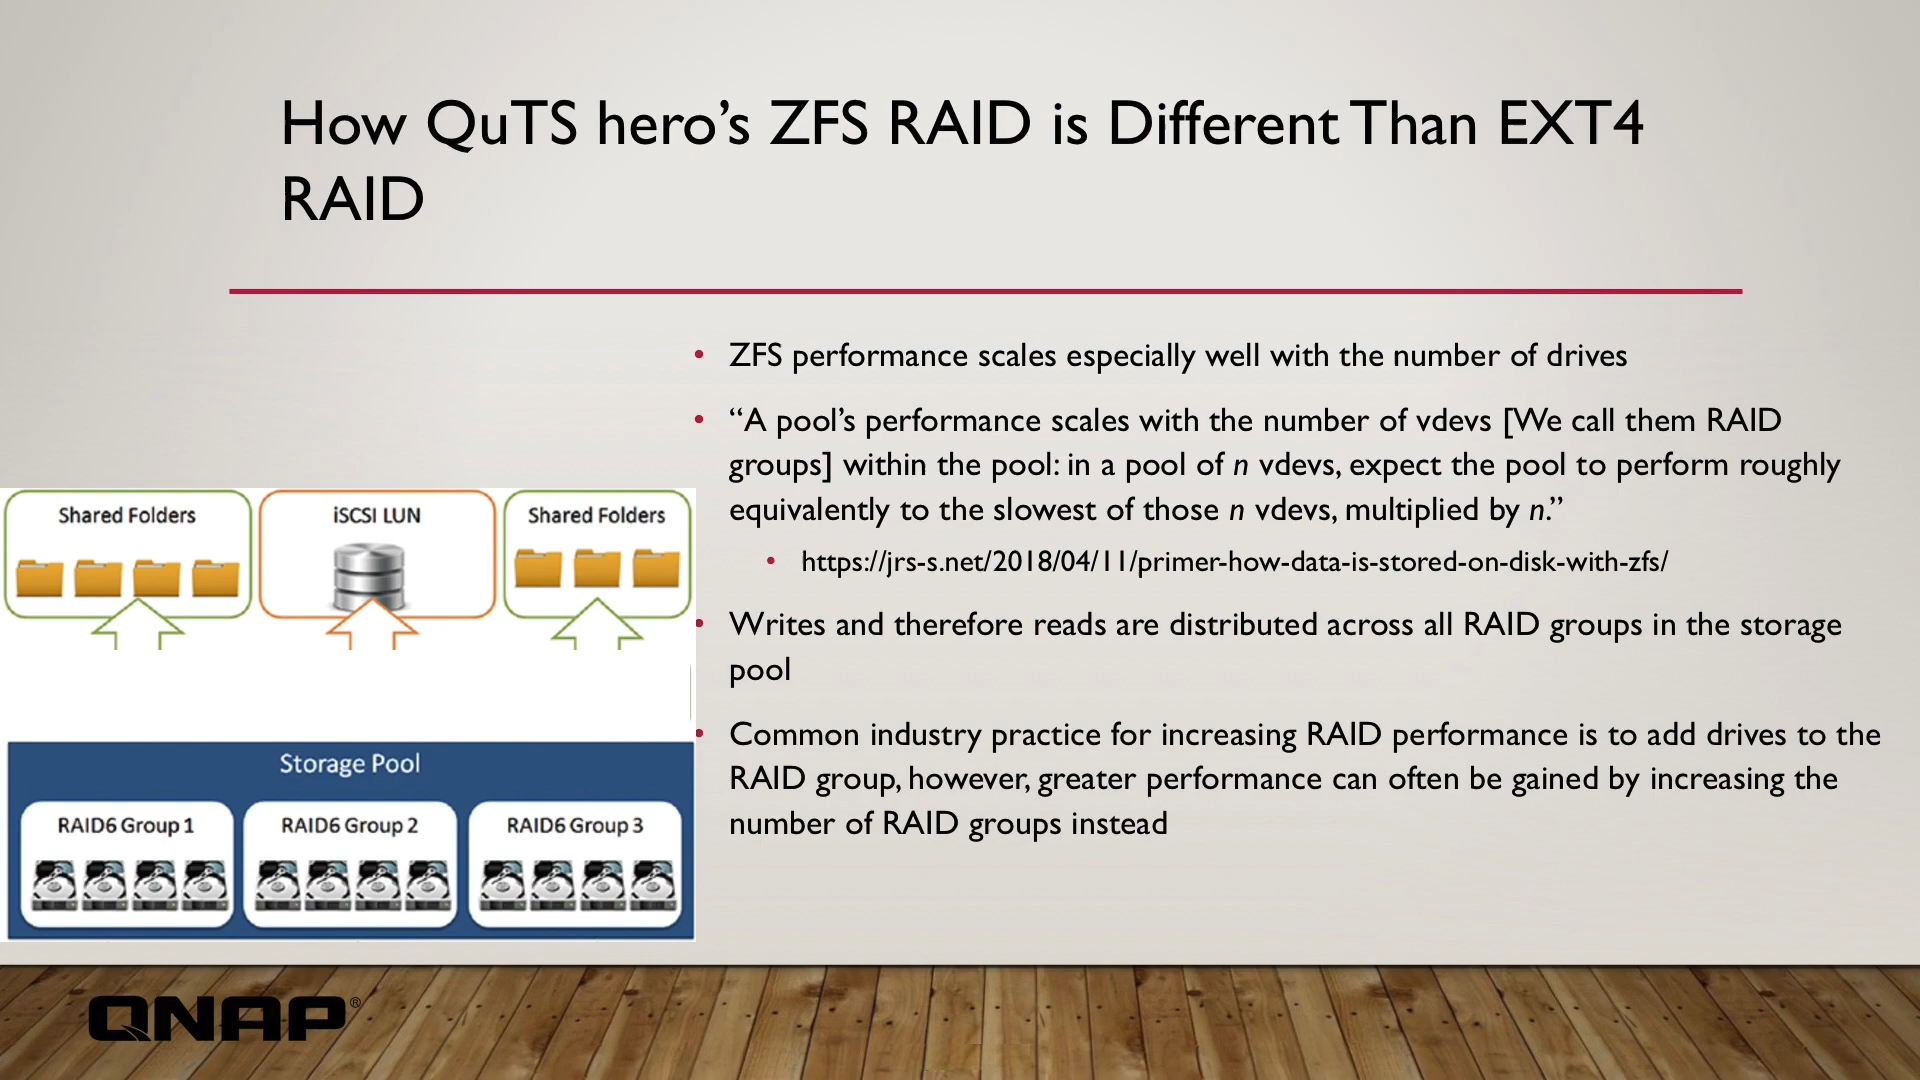 How QuTS hero’s ZFS RAID is Different Than EXT4
RAID
• ZFS performance scales especially well with the number of drives
• “A pool’s performance scales with the number of vdevs [We call them RAID
groups] within the pool: in a pool of n vdevs, expect the pool to perform roughly
equivalently to the slowest of those n vdevs, multiplied by n.”
• https://jrs-s.net/2018/04/11/primer-how-data-is-stored-on-disk-with-zfs/
• Writes and therefore reads are distributed across all RAID groups in the storage
pool
• Common industry practice for increasing RAID performance is to add drives to the
RAID group, however, greater performance can often be gained by increasing the
number of RAID groups instead
Shared Folders
iSCSI LUN
Shared Folders
Storage Pool
RAID6 Group 1
RAID6 Group 2
RAID6 Group 3
QNAP®